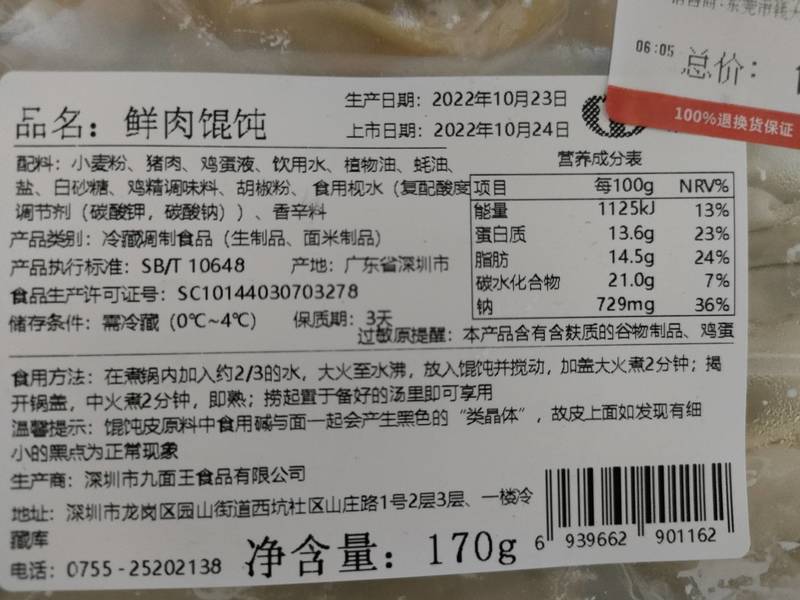 06:05 总价：
100%退换货保证
生产日期：2022年10月23日
品名：鲜肉馄饨
上市日期：2022年10月24日
营养成分表
配料：小麦粉、猪肉、鸡蛋液、饮用水、植物油、蚝油、
盐、白砂糖、鸡精调味料、胡椒粉、食用枧水（复配酸度
调节剂（碳酸钾，碳酸钠））、香辛料
项目 每100g NRV%
能量 1125kJ 13%
蛋白质 13.6g 23%
脂肪 14.5g 24%
碳水化合物 21.0g 7%
钠 729mg 36%
产品类别：冷藏调制食品（生制品、面米制品）
产品执行标准：SB/T 10648 产地：广东省深圳市
食品生产许可证号：SC10144030703278
储存条件：需冷藏（0℃~4℃） 保质期：3天
过敏原提醒：本产品含有含麸质的谷物制品、鸡蛋
食用方法：在煮锅内加入约2/3的水，大火至水沸，放入馄饨并搅动，加盖大火煮2分钟；揭
开锅盖，中火煮2分钟，即熟；捞起置于备好的汤里即可享用
温馨提示：馄饨皮原料中食用碱与面一起会产生黑色的“类晶体”，故皮上面如发现有细
小的黑点为正常现象
生产商：深圳市九面王食品有限公司
地址：深圳市龙岗区园山街道西坑社区山庄路1号2层3层、一楼冷
藏库
电话：0755-25202138
净含量：170g
6 939662 901162